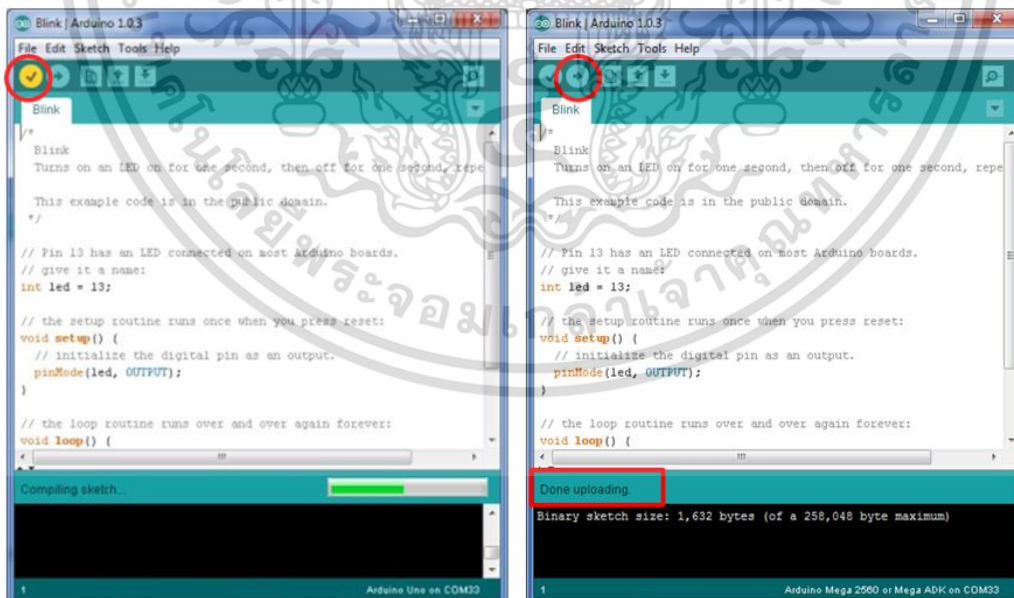 Blink | Arduino 1.0.3
File Edit Sketch Tools Help
Blink
/*
Blink
Turns on an LED on for one second, then off for one second, repe
This example code is in the public domain.
*/
// Pin 13 has an LED connected on most Arduino boards.
// give it a name:
int led = 13;
// the setup routine runs once when you press reset:
void setup() {
// initialize the digital pin as an output.
pinMode(led, OUTPUT);
}
// the loop routine runs over and over again forever:
void loop() {
Compiling sketch...
1
Arduino Uno on COM33
Blink | Arduino 1.0.3
File Edit Sketch Tools Help
Blink
/*
Blink
Turns on an LED on for one second, then off for one second, repe
This example code is in the public domain.
*/
// Pin 13 has an LED connected on most Arduino boards.
// give it a name:
int led = 13;
// the setup routine runs once when you press reset:
void setup() {
// initialize the digital pin as an output.
pinMode(led, OUTPUT);
}
// the loop routine runs over and over again forever:
void loop() {
Done uploading.
Binary sketch size: 1,632 bytes (of a 258,048 byte maximum)
1
Arduino Mega 2560 or Mega ADK on COM33